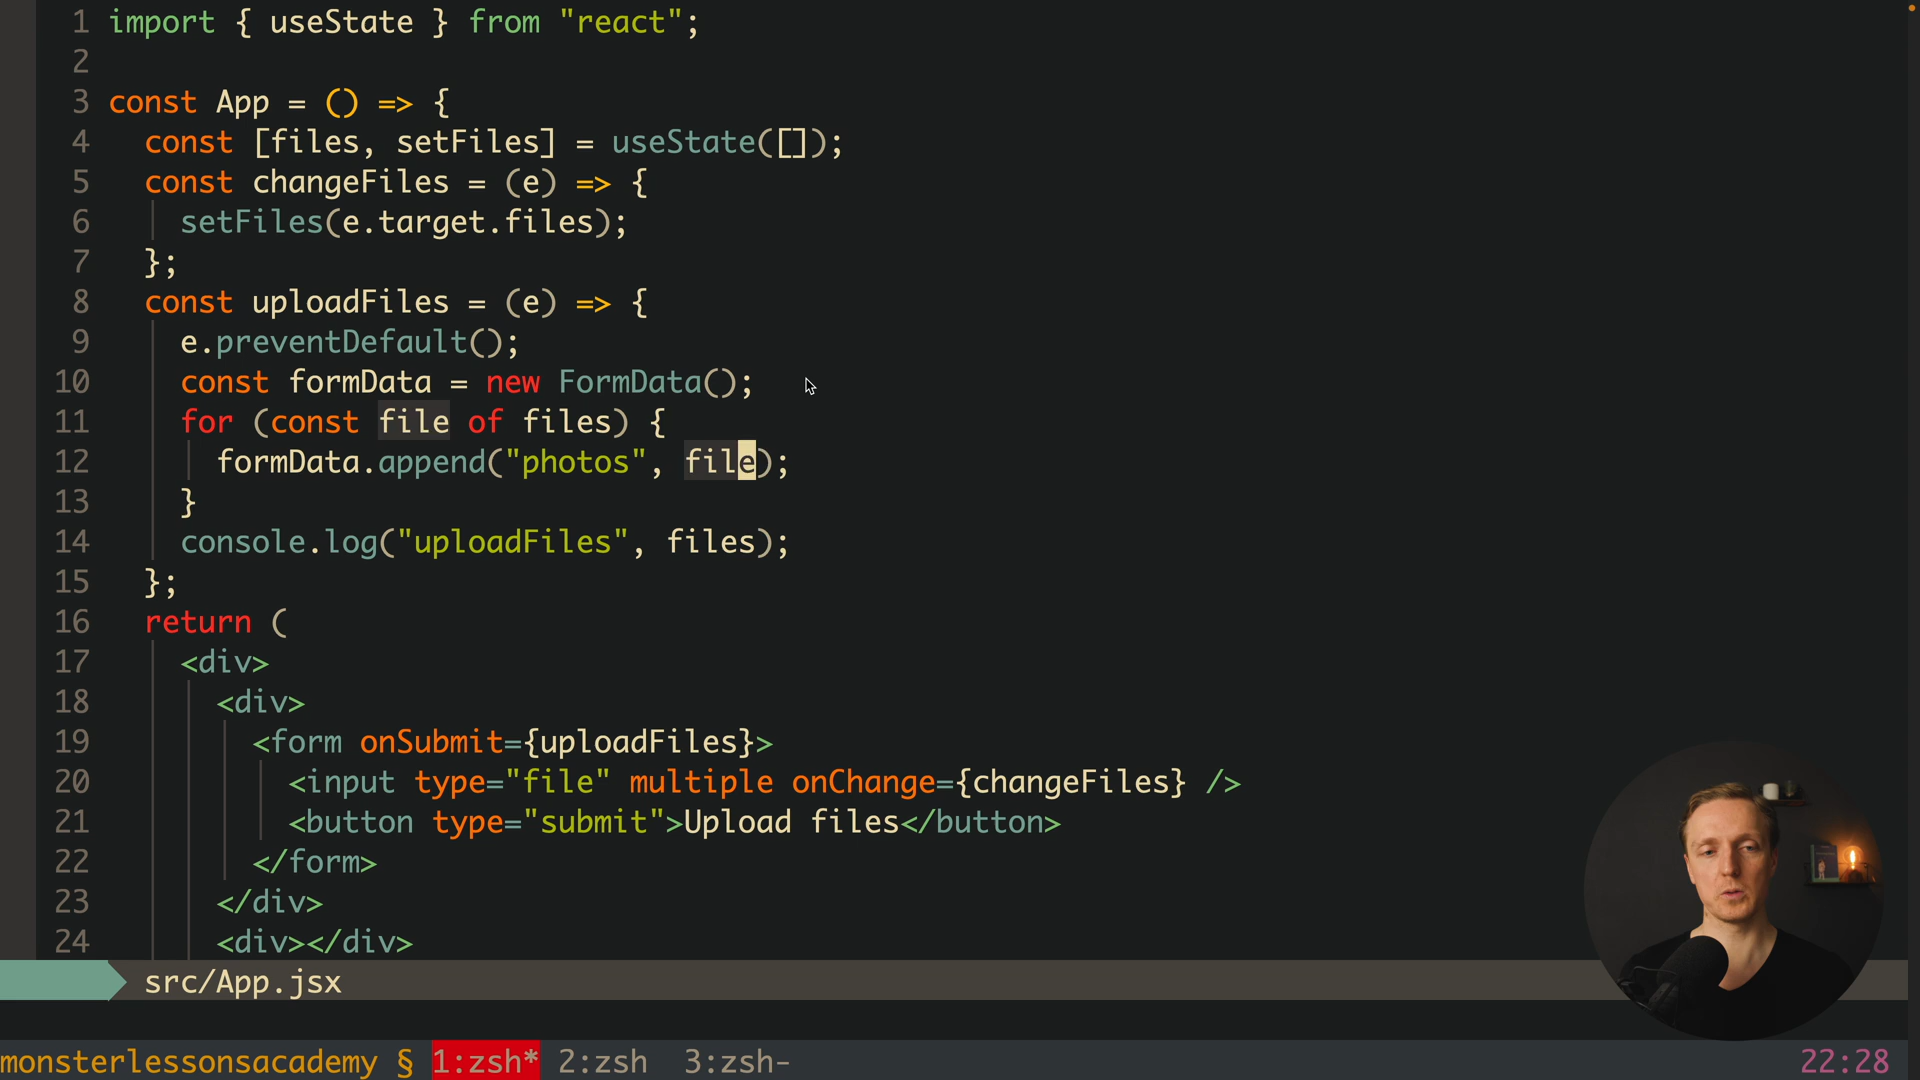 1 import { useState } from "react";
2
3 const App = () => {
4 const [files, setFiles] = useState([]);
5 const changeFiles = (e) => {
6 setFiles(e.target.files);
7 };
8 const uploadFiles = (e) => {
9 e.preventDefault();
10 const formData = new FormData();
11 for (const file of files) {
12 formData.append("photos", file);
13 }
14 console.log("uploadFiles", files);
15 };
16 return (
17 <div>
18 <div>
19 <form onSubmit={uploadFiles}>
20 <input type="file" multiple onChange={changeFiles} />
21 <button type="submit">Upload files</button>
22 </form>
23 </div>
24 <div></div>
src/App.jsx
monsterlessonsacademy § 1:zsh* 2:zsh 3:zsh- 22:28